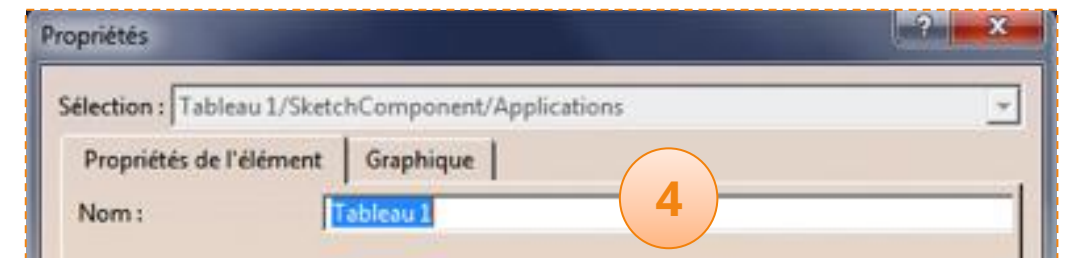 Propriétés ? X
Sélection : Tableau 1/SketchComponent/Applications
Propriétés de l'élément Graphique
Nom : Tableau 1 4